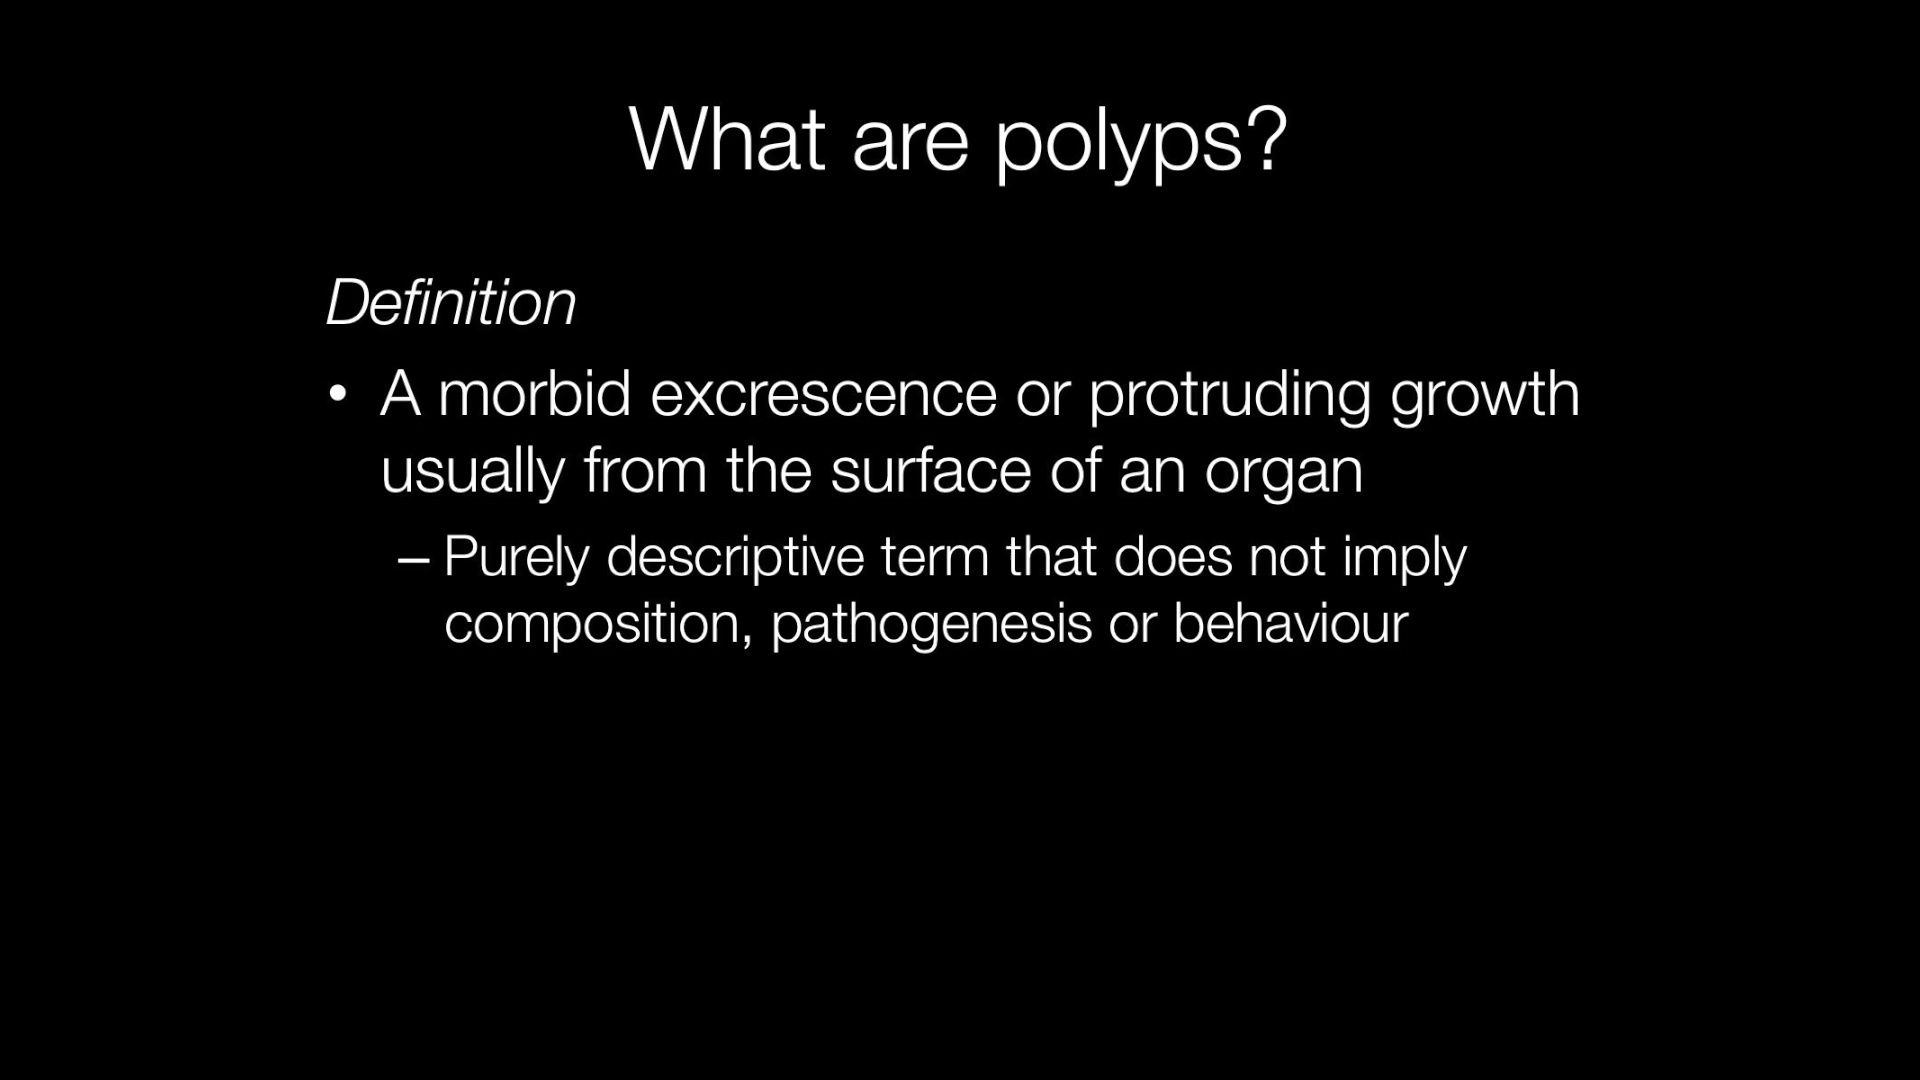 What are polyps?
Definition
• A morbid excrescence or protruding growth
usually from the surface of an organ
– Purely descriptive term that does not imply
composition, pathogenesis or behaviour